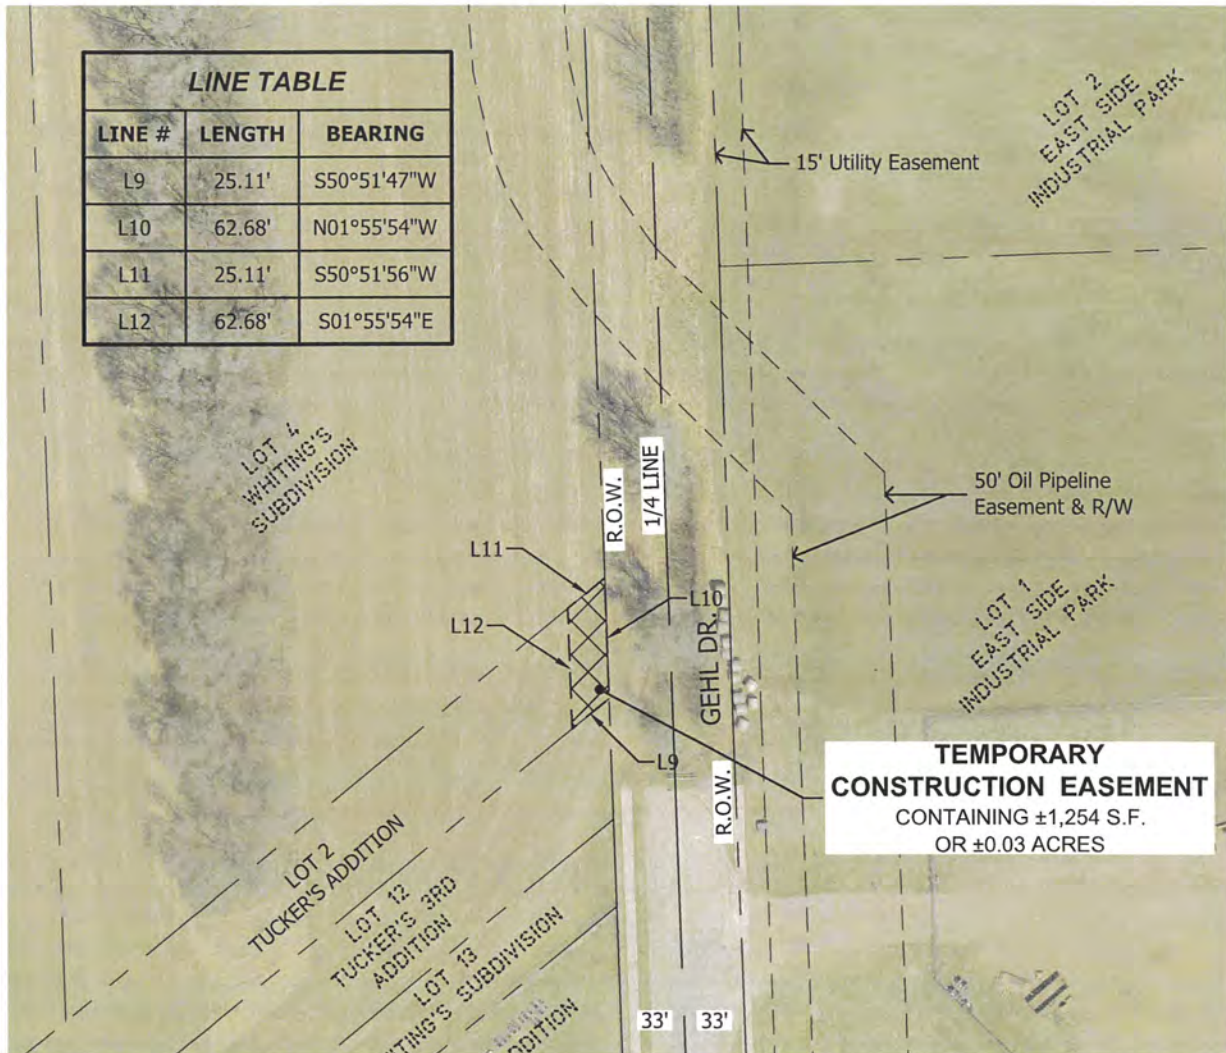 LINE TABLE
LINE # LENGTH BEARING
L9 25.11' S50°51'47"W
L10 62.68' N01°55'54"W
L11 25.11' S50°51'56"W
L12 62.68' S01°55'54"E
LOT 2
EAST SIDE
INDUSTRIAL PARK
15' Utility Easement
LOT 4
WHITING'S
SUBDIVISION
R.O.W.
1/4 LINE
50' Oil Pipeline
Easement & R/W
L11
L10
L12
GEHL DR.
LOT 1
EAST SIDE
INDUSTRIAL PARK
L9
R.O.W.
TEMPORARY
CONSTRUCTION EASEMENT
CONTAINING ±1,254 S.F.
OR ±0.03 ACRES
LOT 2
TUCKER'S ADDITION
LOT 12
TUCKER'S 3RD
ADDITION
LOT 13
ITING'S SUBDIVISION
DDITION
33' 33'